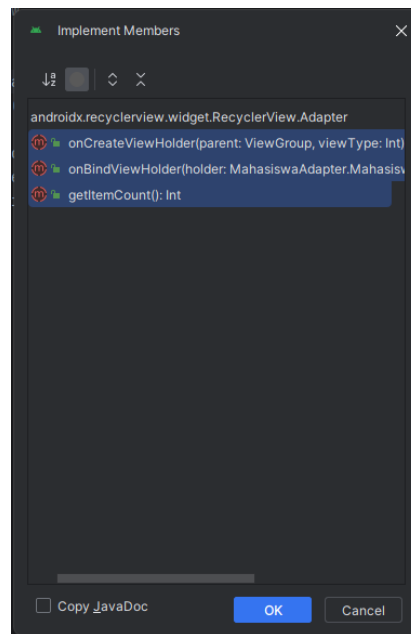 Implement Members
androidx.recyclerview.widget.RecyclerView.Adapter
onCreateViewHolder(parent: ViewGroup, viewType: Int)
onBindViewHolder(holder: MahasiswaAdapter.Mahasisw
getItemCount(): Int
Copy JavaDoc
OK
Cancel